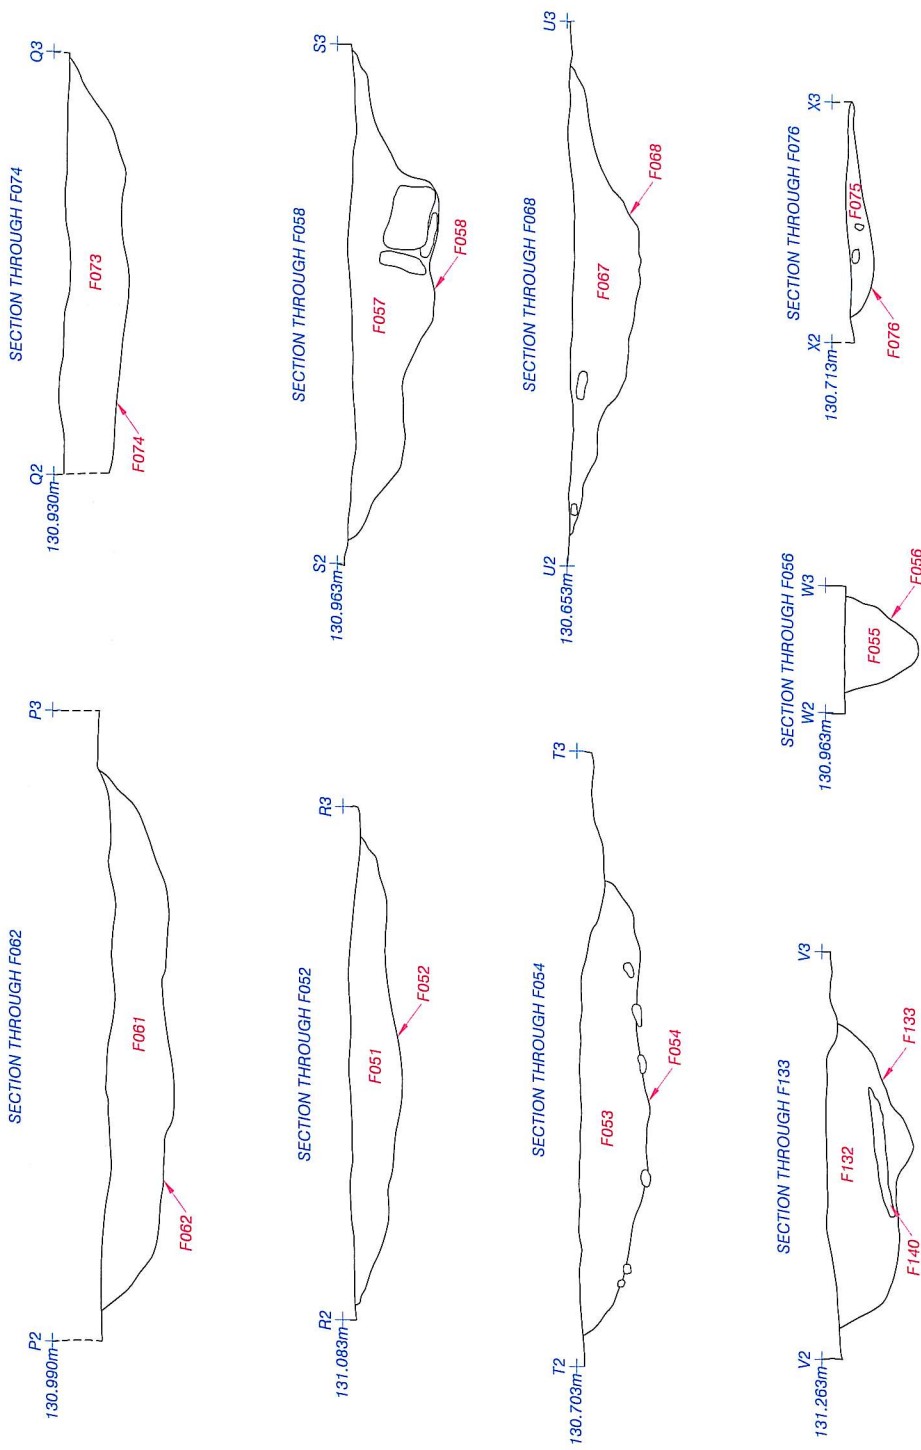 SECTION THROUGH F062
P2
P3
130.990m
F061
F062
SECTION THROUGH F074
Q2
Q3
130.930m
F073
F074
SECTION THROUGH F052
R2
R3
131.083m
F051
F052
SECTION THROUGH F058
S2
S3
130.963m
F057
F058
SECTION THROUGH F054
T2
T3
130.703m
F053
F054
SECTION THROUGH F068
U2
U3
130.653m
F067
F068
SECTION THROUGH F133
V2
V3
131.263m
F132
F133
F140
SECTION THROUGH F056
W2
W3
130.963m
F055
F056
SECTION THROUGH F076
X2
X3
130.713m
F075
F076